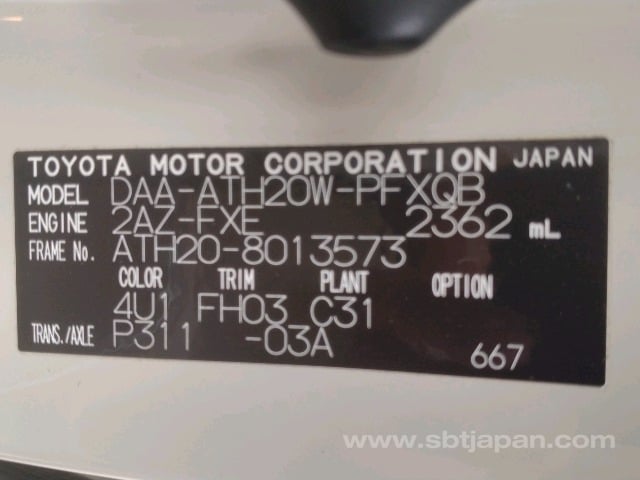 TOYOTA MOTOR CORPORATION JAPAN
MODEL DAA-ATH20W-PFXQB
ENGINE 2AZ-FXE 2362 mL
FRAME No. ATH20-8013573
COLOR TRIM PLANT OPTION
4U1 FH03 C31
TRANS./AXLE P311 -03A
667
www.sbtjapan.com